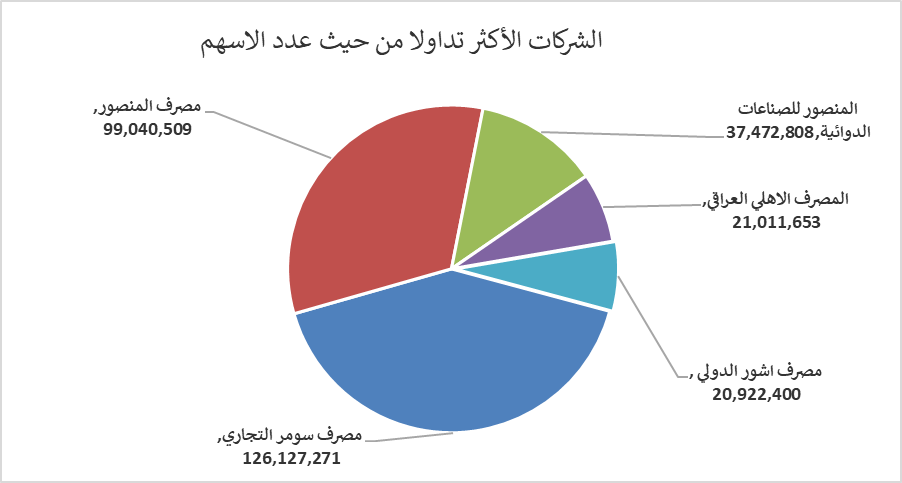 الشركات الأكثر تداولا من حيث عدد الاسهم
المنصور للصناعات
الدوائية,37,472,808
المصرف الاهلي العراقي,
21,011,653
مصرف اشور الدولي ,
20,922,400
مصرف سومر التجاري,
126,127,271
مصرف المنصور,
99,040,509